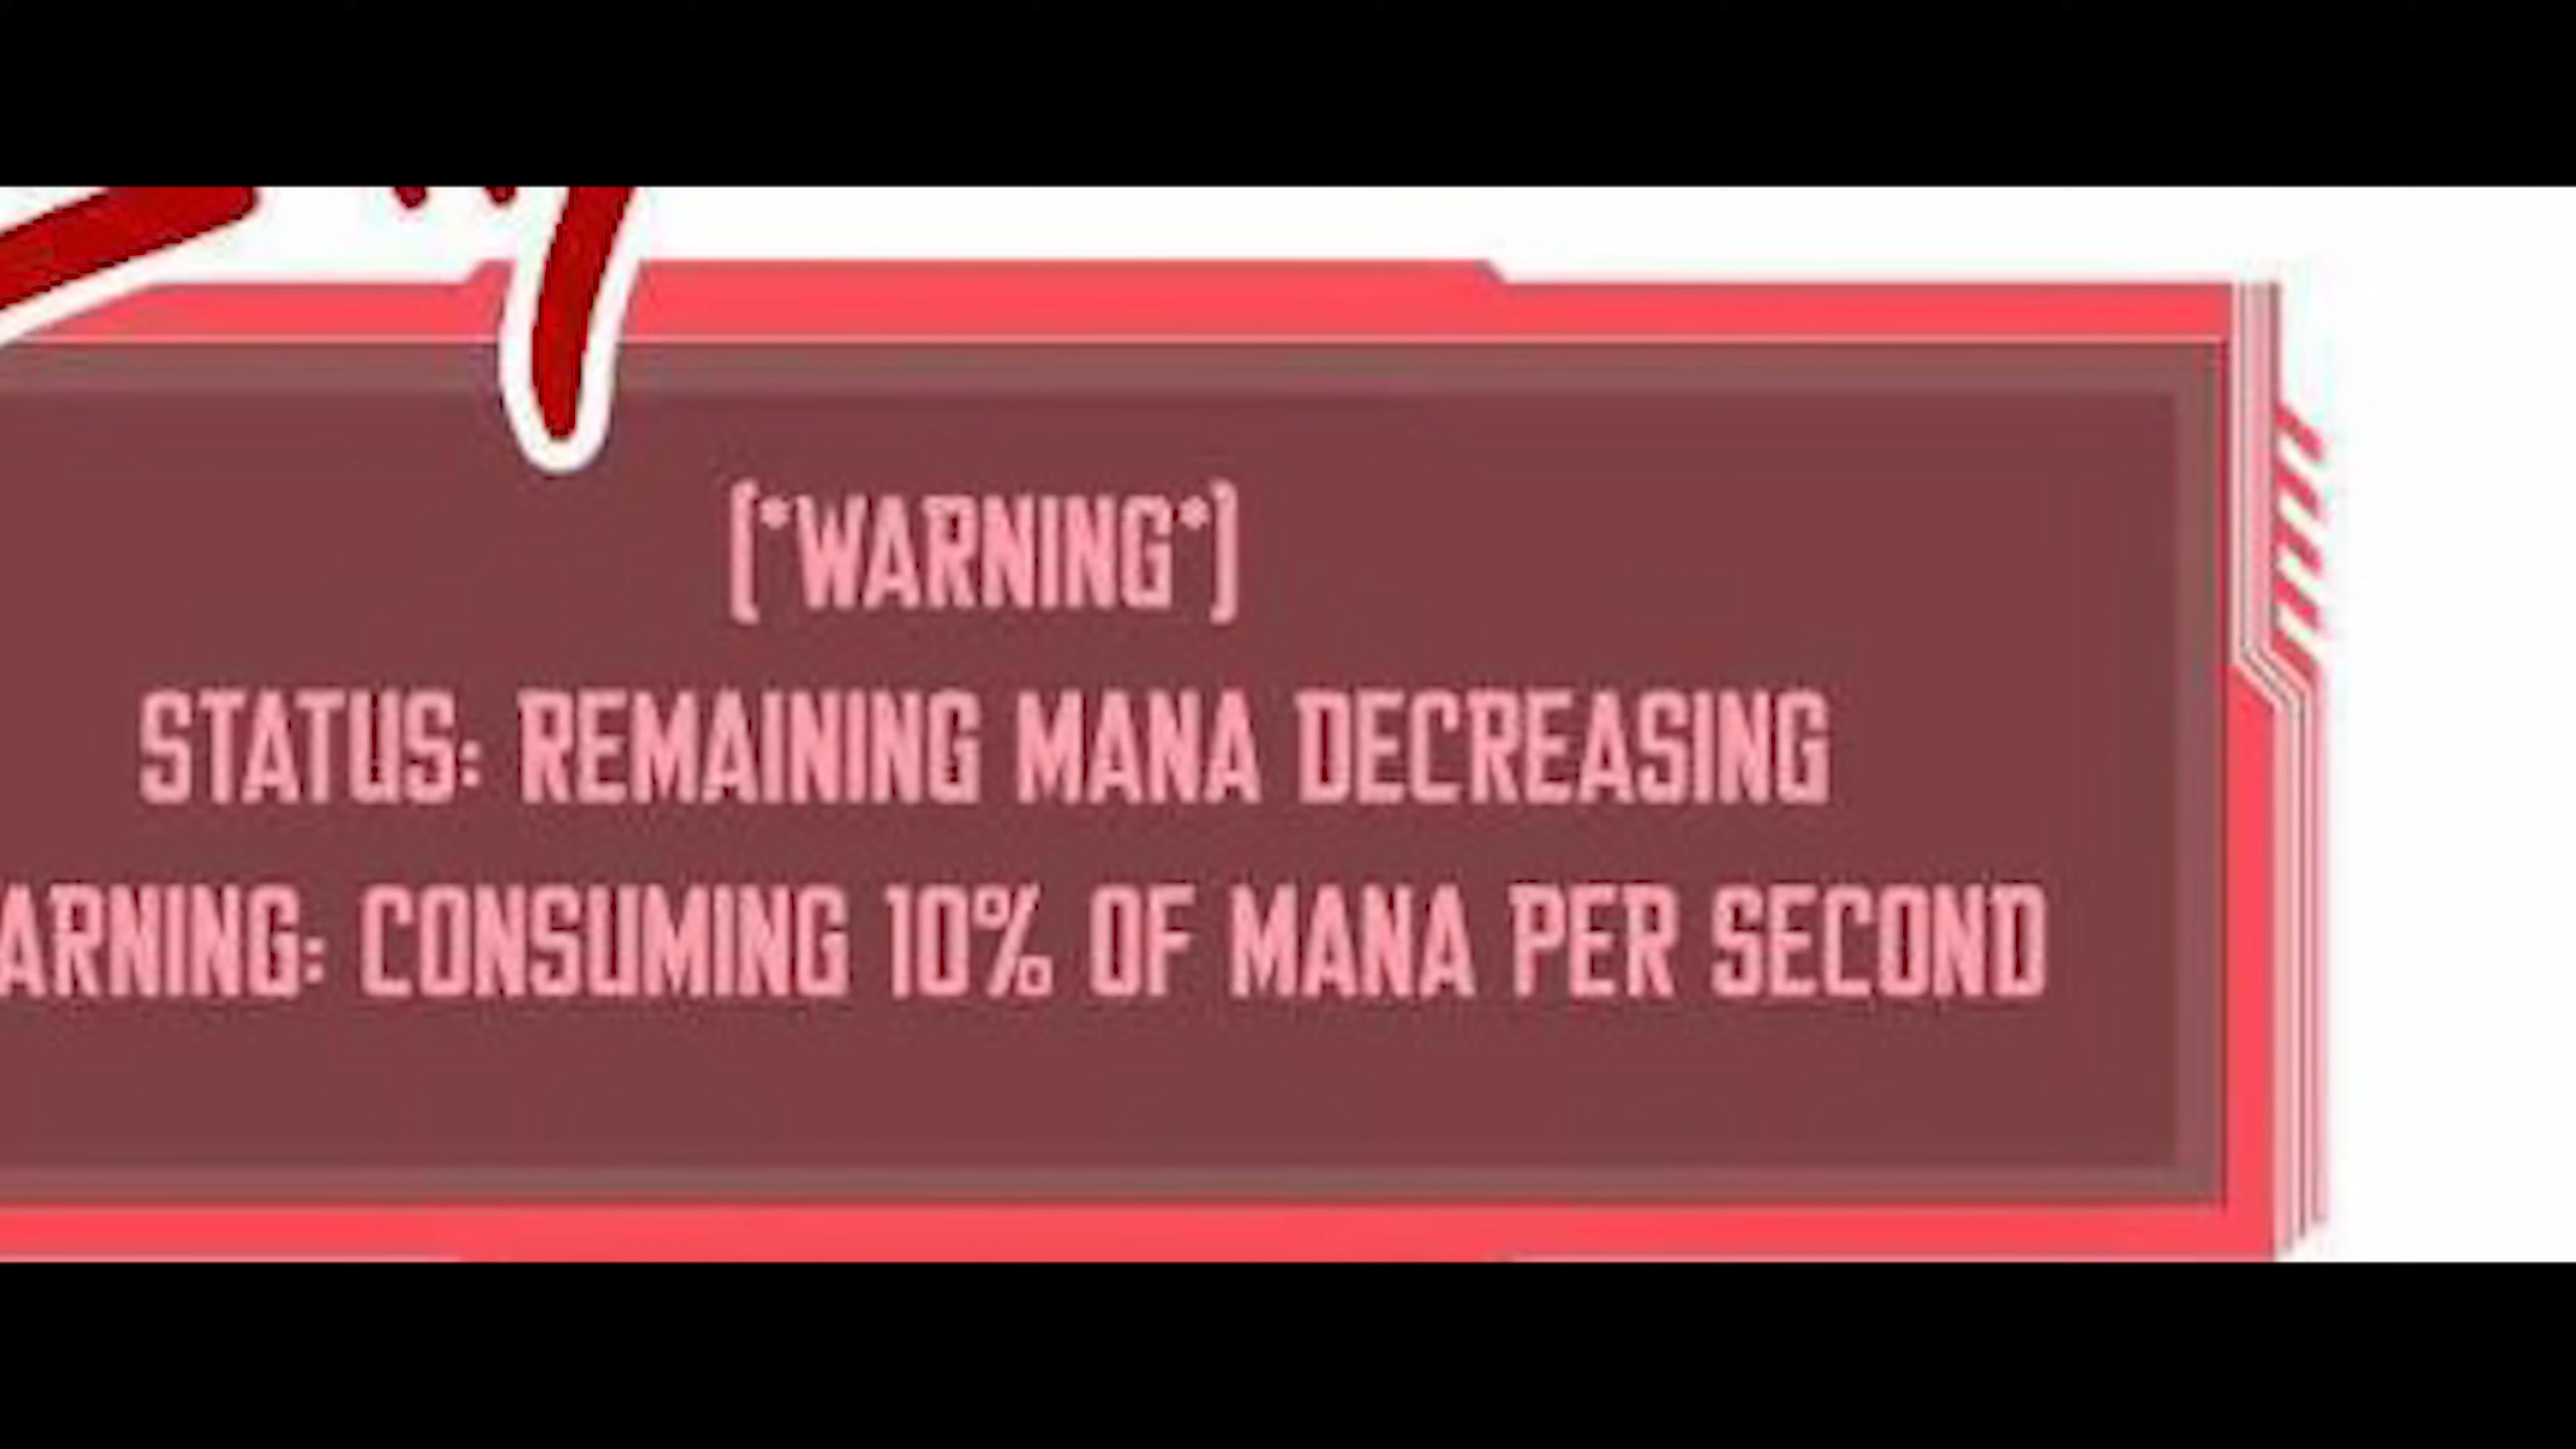 [*WARNING*]
STATUS: REMAINING MANA DECREASING
ARNING: CONSUMING 10% OF MANA PER SECOND